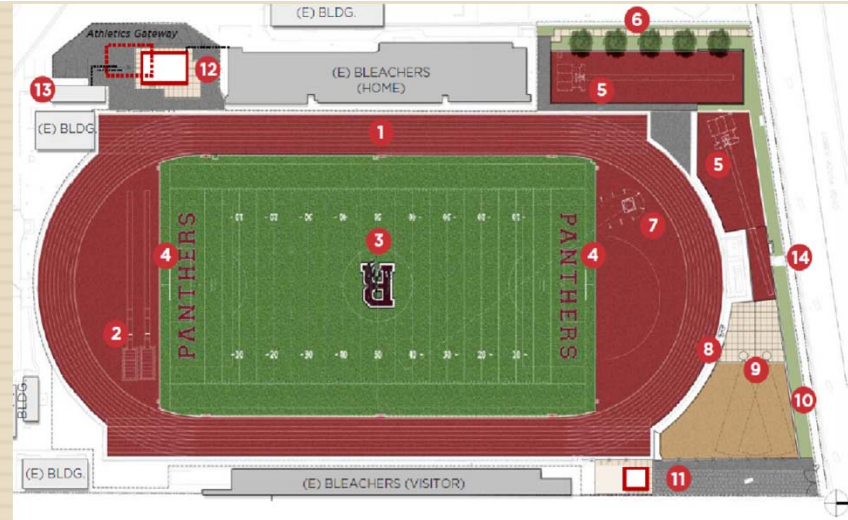 (E) BLDG.
6
Athletics Gateway
12
(E) BLEACHERS
(HOME)
5
13
(E) BLDG.
1
5
PANTHERS
4
3
R
4
PANTHERS
7
14
2
8
9
10
BLDG.
(E) BLDG.
(E) BLEACHERS (VISITOR)
11